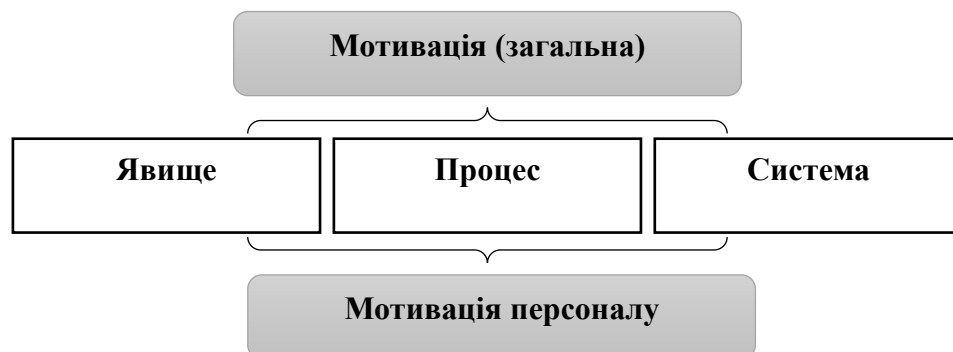 Мотивація (загальна)
Явище Процес Система
Мотивація персоналу